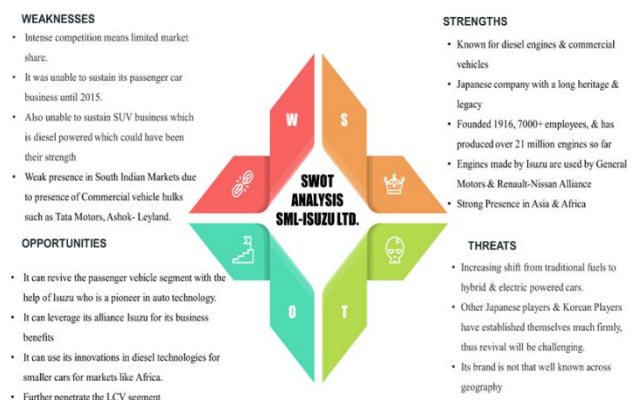 WEAKNESSES
• Intense competition means limited market
share.
• It was unable to sustain its passenger car
business until 2015.
• Also unable to sustain SUV business which
is diesel powered which could have been
their strength
• Weak presence in South Indian Markets due
to presence of Commercial vehicle hulks
such as Tata Motors,Ashok- Leyland.
STRENGTHS
• Known for diesel engines & commercial
vehicles
• Japanese company with a long heritage &
legacy
• Founded 1916, 7000+ employees, & has
produced over 21 million engines so far
• Engines made by Isuzu are used by General
Motors & Renault-Nissan Alliance
• Strong Presence in Asia & Africa
W
S
SWOT
ANALYSIS
SML-ISUZU LTD.
O
T
OPPORTUNITIES
• It can revive the passenger vehicle segment with the
help of Isuzu who is a pioneer in auto technology.
• It can leverage its alliance Isuzu for its business
benefits
• It can use its innovations in diesel technologies for
smaller cars for markets like Africa.
• Further penetrate the LCV segment
THREATS
• Increasing shift from traditional fuels to
hybrid & electric powered cars.
• Other Japanese players & Korean Players
have established themselves much firmly,
thus revival will be challenging.
• Its brand is not that well known across
geography